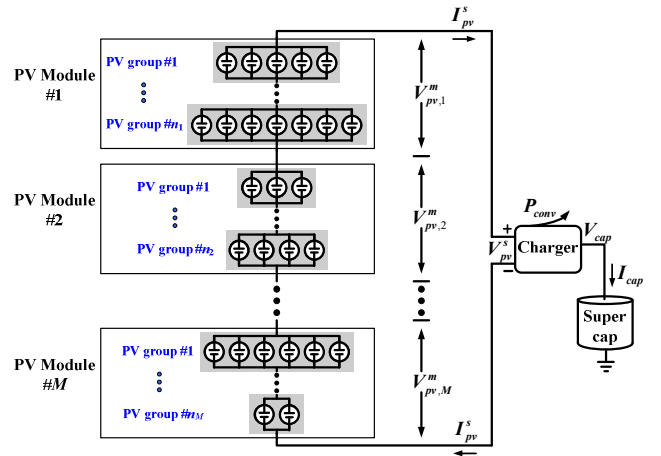 I^s_pv
PV Module
#1
PV group #1
PV group #n₁
V^m_pv,1
PV Module
#2
PV group #1
PV group #n₂
V^m_pv,2
P_conv
+
V^s_pv
−
Charger
V_cap
I_cap
Super
cap
PV Module
#M
PV group #1
PV group #n_M
V^m_pv,M
I^s_pv